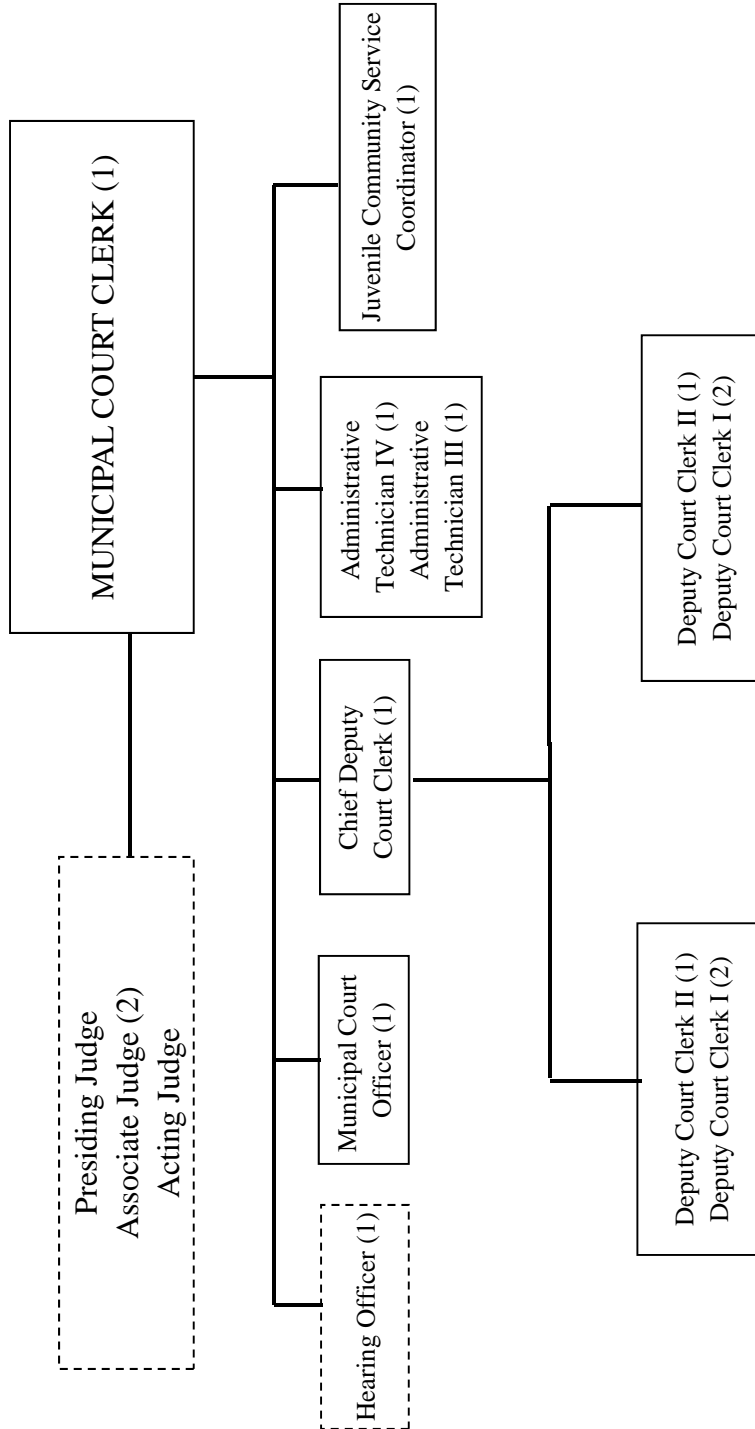 Presiding Judge
Associate Judge (2)
Acting Judge
MUNICIPAL COURT CLERK (1)
Hearing Officer (1)
Municipal Court
Officer (1)
Chief Deputy
Court Clerk (1)
Administrative
Technician IV (1)
Administrative
Technician III (1)
Juvenile Community Service
Coordinator (1)
Deputy Court Clerk II (1)
Deputy Court Clerk I (2)
Deputy Court Clerk II (1)
Deputy Court Clerk I (2)